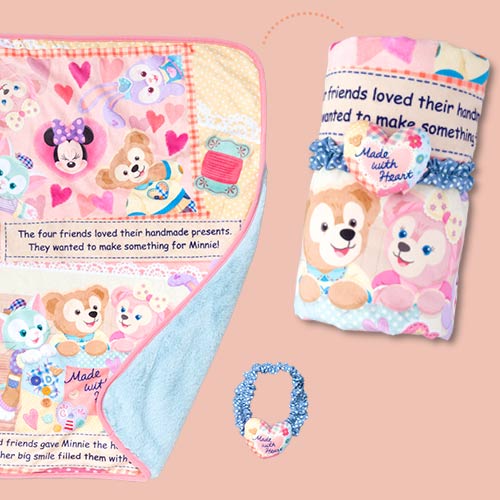 The four friends loved their handmade presents.
They wanted to make something for Minnie!
Made
with
friends gave Minnie the
her big smile filled them with
friends loved their
wanted to make something
Made
with
Heart
Made
with
Heart